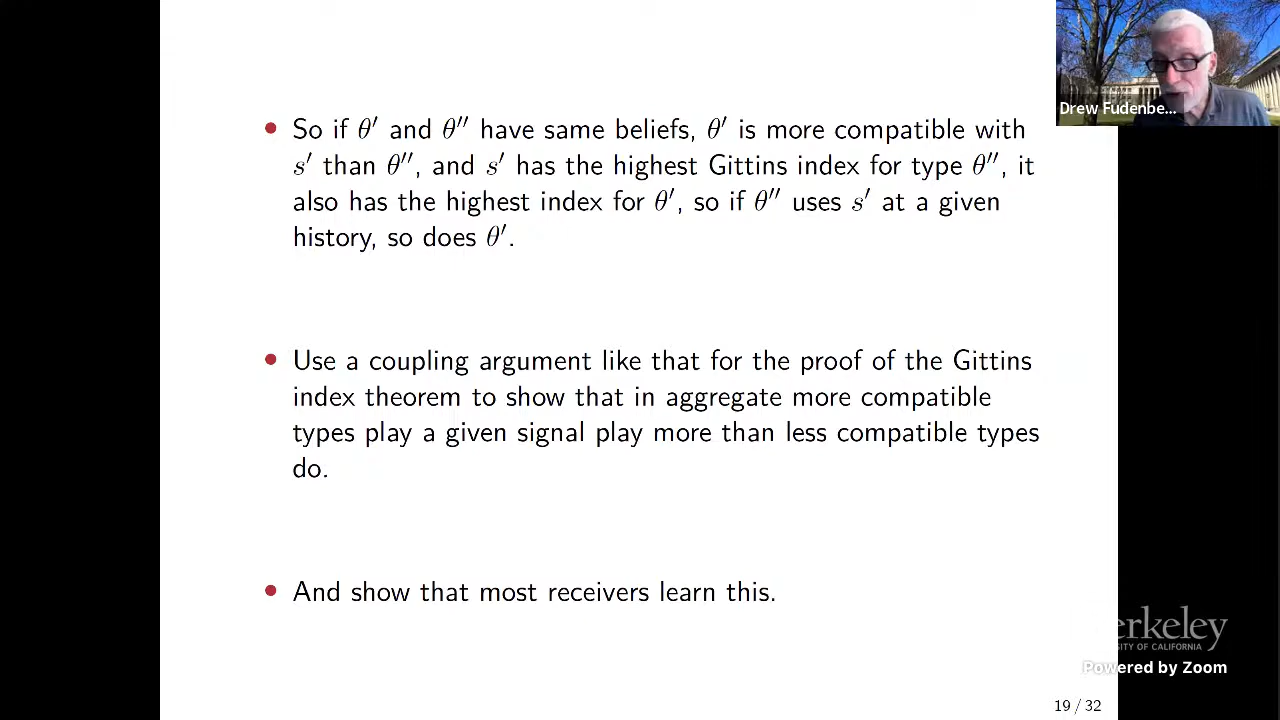 Drew Fudenbe...
• So if θ′ and θ″ have same beliefs, θ′ is more compatible with
s′ than θ″, and s′ has the highest Gittins index for type θ″, it
also has the highest index for θ′, so if θ″ uses s′ at a given
history, so does θ′.
• Use a coupling argument like that for the proof of the Gittins
index theorem to show that in aggregate more compatible
types play a given signal play more than less compatible types
do.
• And show that most receivers learn this.
erkeley
SITY OF CALIFORNIA
Powered by Zoom
19 / 32